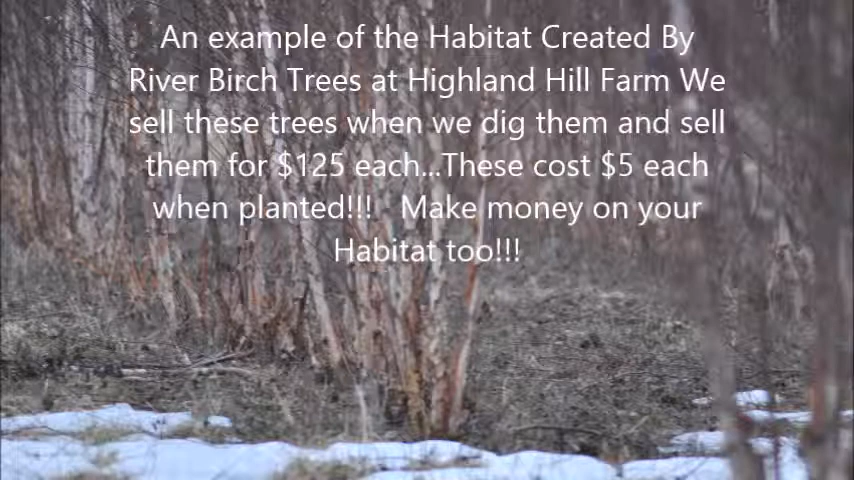 An example of the Habitat Created By
River Birch Trees at Highland Hill Farm We
sell these trees when we dig them and sell
them for $125 each...These cost $5 each
when planted!!!   Make money on your
Habitat too!!!